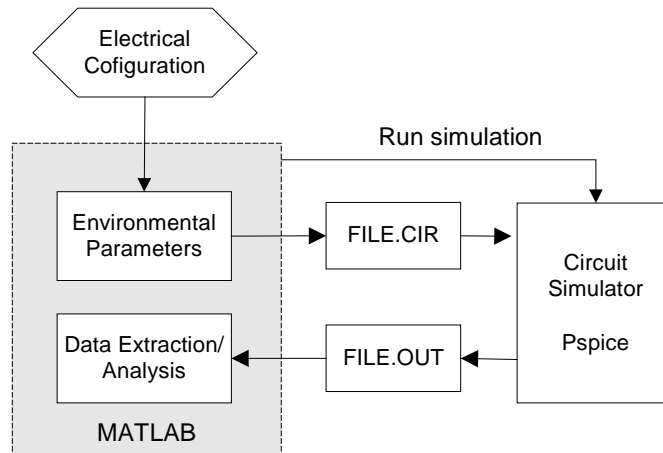 Electrical
Cofiguration
Run simulation
Environmental
Parameters
FILE.CIR
Circuit
Simulator
Pspice
Data Extraction/
Analysis
FILE.OUT
MATLAB